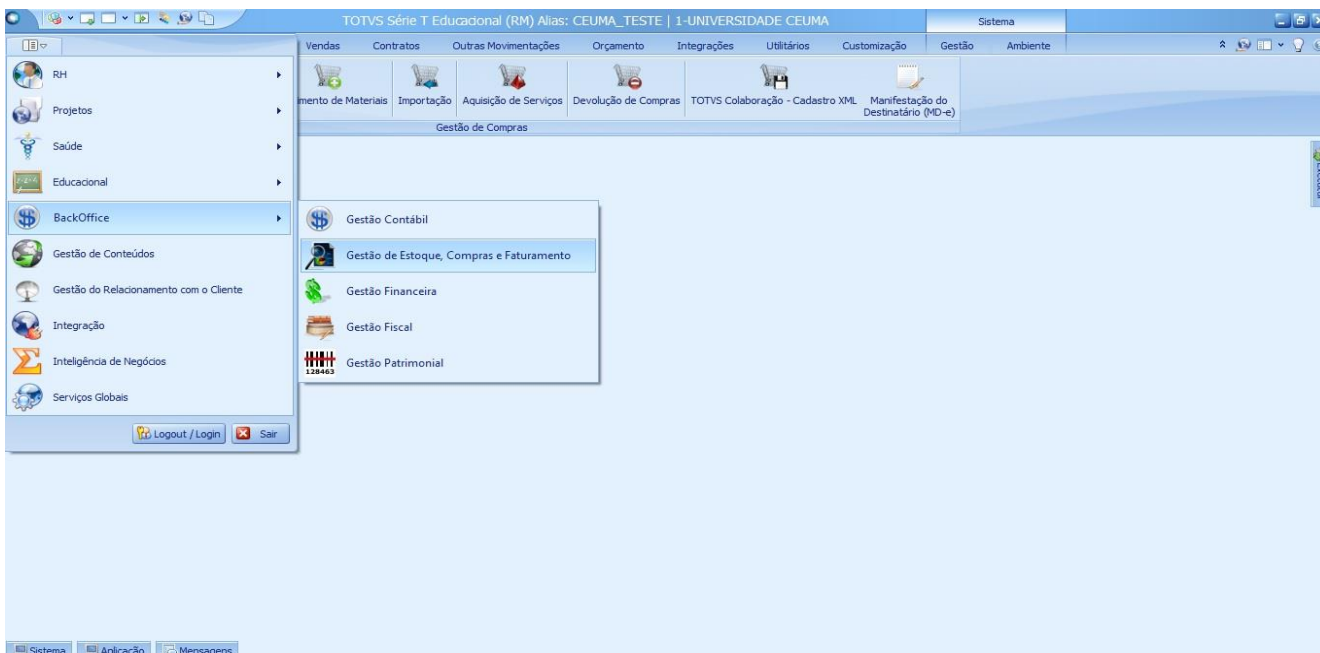 TOTVS Série T Educacional (RM) Alias: CEUMA_TESTE | 1-UNIVERSIDADE CEUMA
Sistema
Vendas Contratos Outras Movimentações Orçamento Integrações Utilitários Customização Gestão Ambiente
imento de Materiais Importação Aquisição de Serviços Devolução de Compras TOTVS Colaboração - Cadastro XML Manifestação do
Destinatário (MD-e)
Gestão de Compras
RH
Projetos
Saúde
Educacional
BackOffice
Gestão de Conteúdos
Gestão do Relacionamento com o Cliente
Integração
Inteligência de Negócios
Serviços Globais
Logout / Login Sair
Gestão Contábil
Gestão de Estoque, Compras e Faturamento
Gestão Financeira
Gestão Fiscal
Gestão Patrimonial
128463
Sistema Aplicação Mensagens